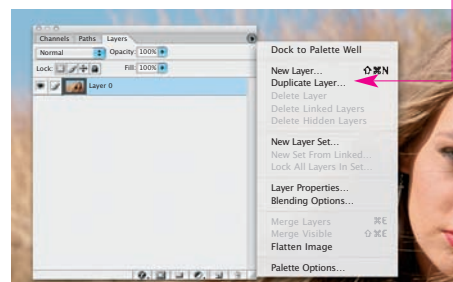 Channels Paths Layers
Normal Opacity: 100%
Lock: Fill: 100%
Layer 0
Dock to Palette Well
New Layer... ⇧⌘N
Duplicate Layer...
Delete Layer
Delete Linked Layers
Delete Hidden Layers
New Layer Set...
New Set From Linked...
Lock All Layers In Set...
Layer Properties...
Blending Options...
Merge Layers ⌘E
Merge Visible ⇧⌘E
Flatten Image
Palette Options...